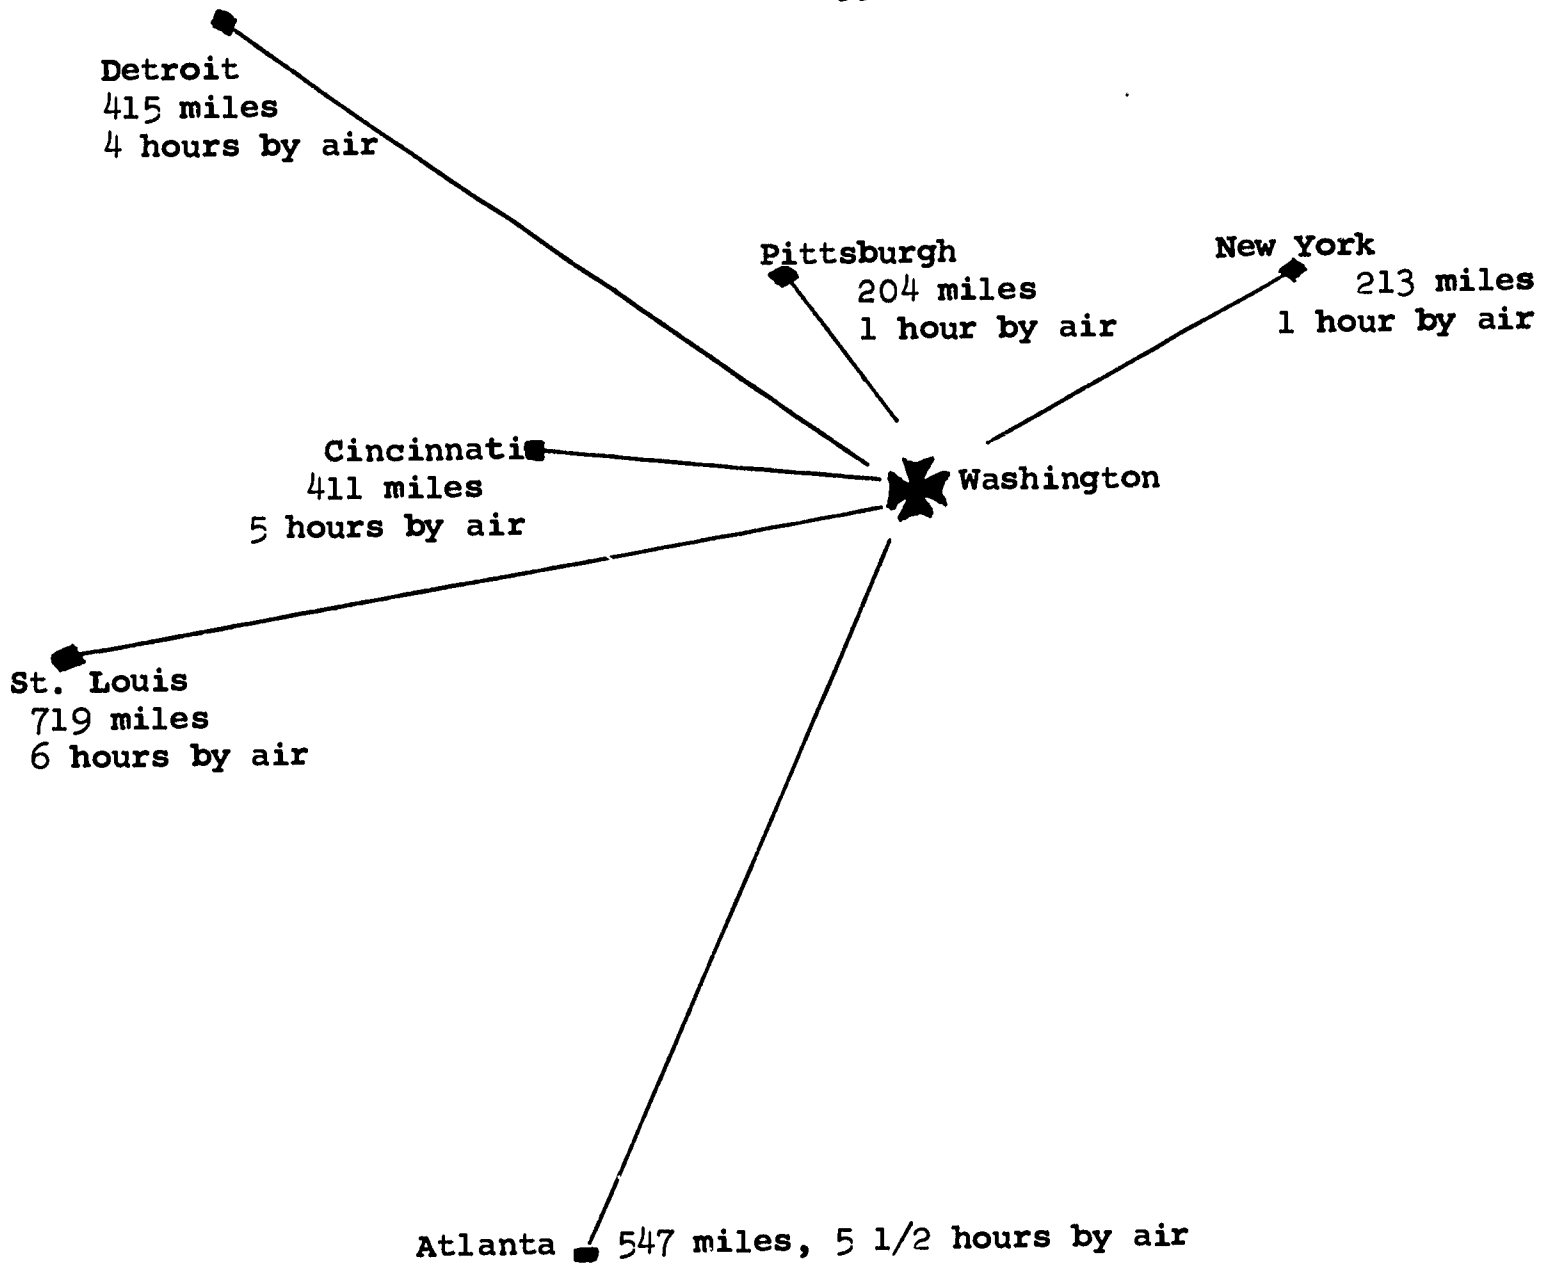 Detroit
415 miles
4 hours by air
Pittsburgh
204 miles
1 hour by air
New York
213 miles
1 hour by air
Cincinnati
411 miles
5 hours by air
Washington
St. Louis
719 miles
6 hours by air
Atlanta 547 miles, 5 1/2 hours by air